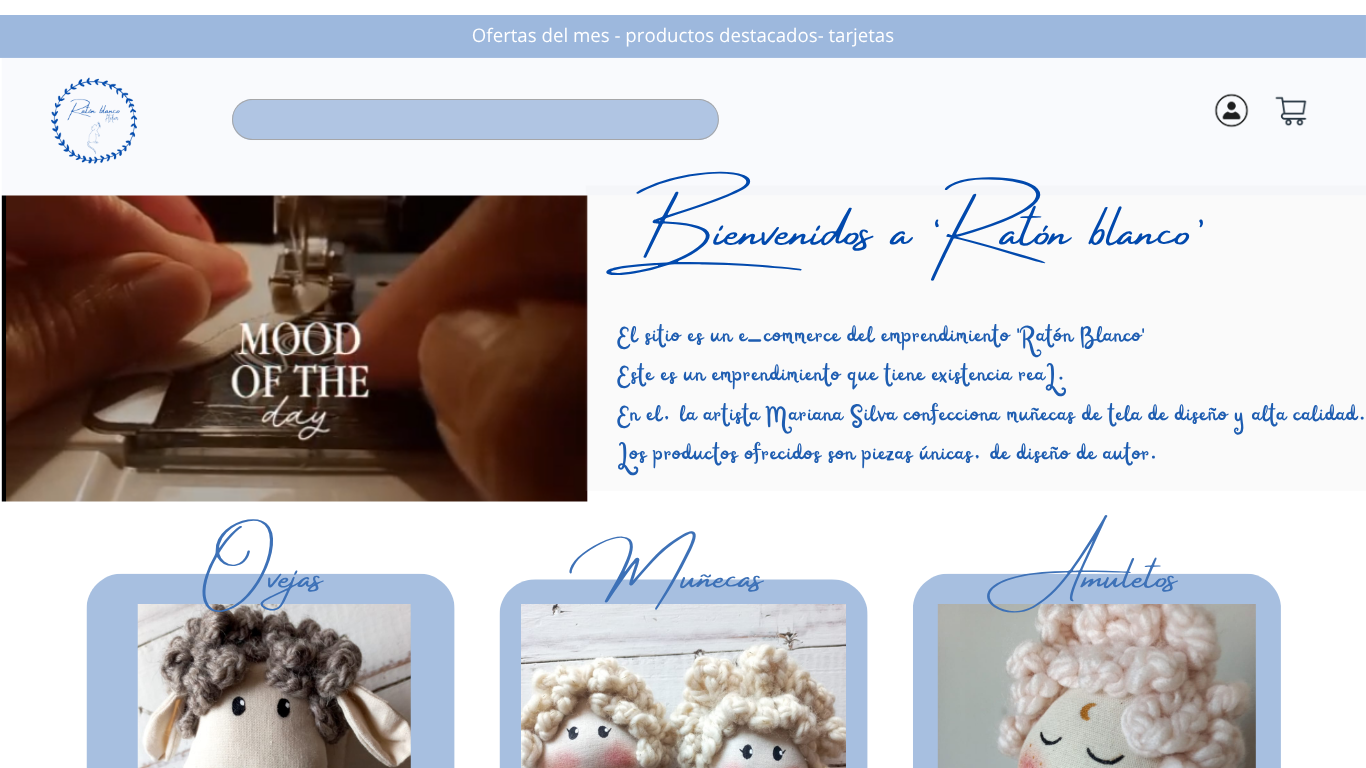 Ofertas del mes - productos destacados- tarjetas
Ratón blanco
Bienvenidos a 'Ratón blanco'
MOOD
OF THE
day
El sitio es un e_commerce del emprendimiento "Ratón Blanco"
Este es un emprendimiento que tiene existencia reaL.
En el. la artista Mariana Silva confecciona muñecas de tela de diseño y alta calidad.
Los productos ofrecidos son piezas únicas. de diseño de autor.
Ovejas
Muñecas
Amuletos